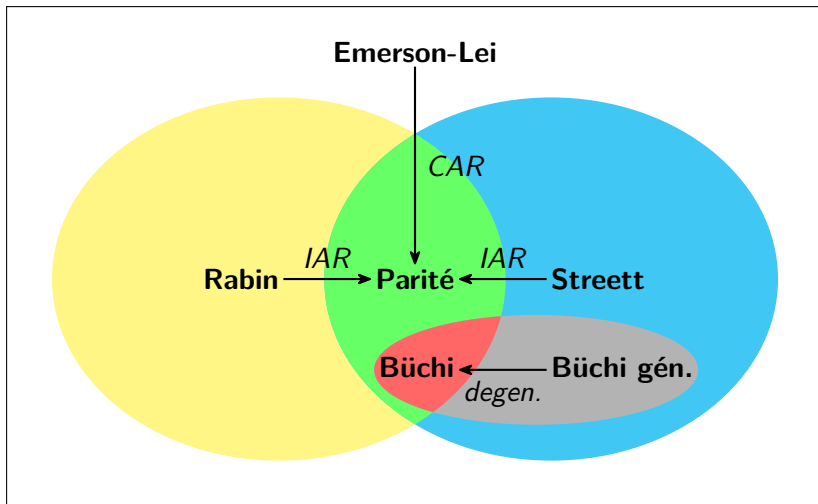 Emerson-Lei
CAR
Rabin IAR Parité IAR Streett
Büchi degen. Büchi gén.